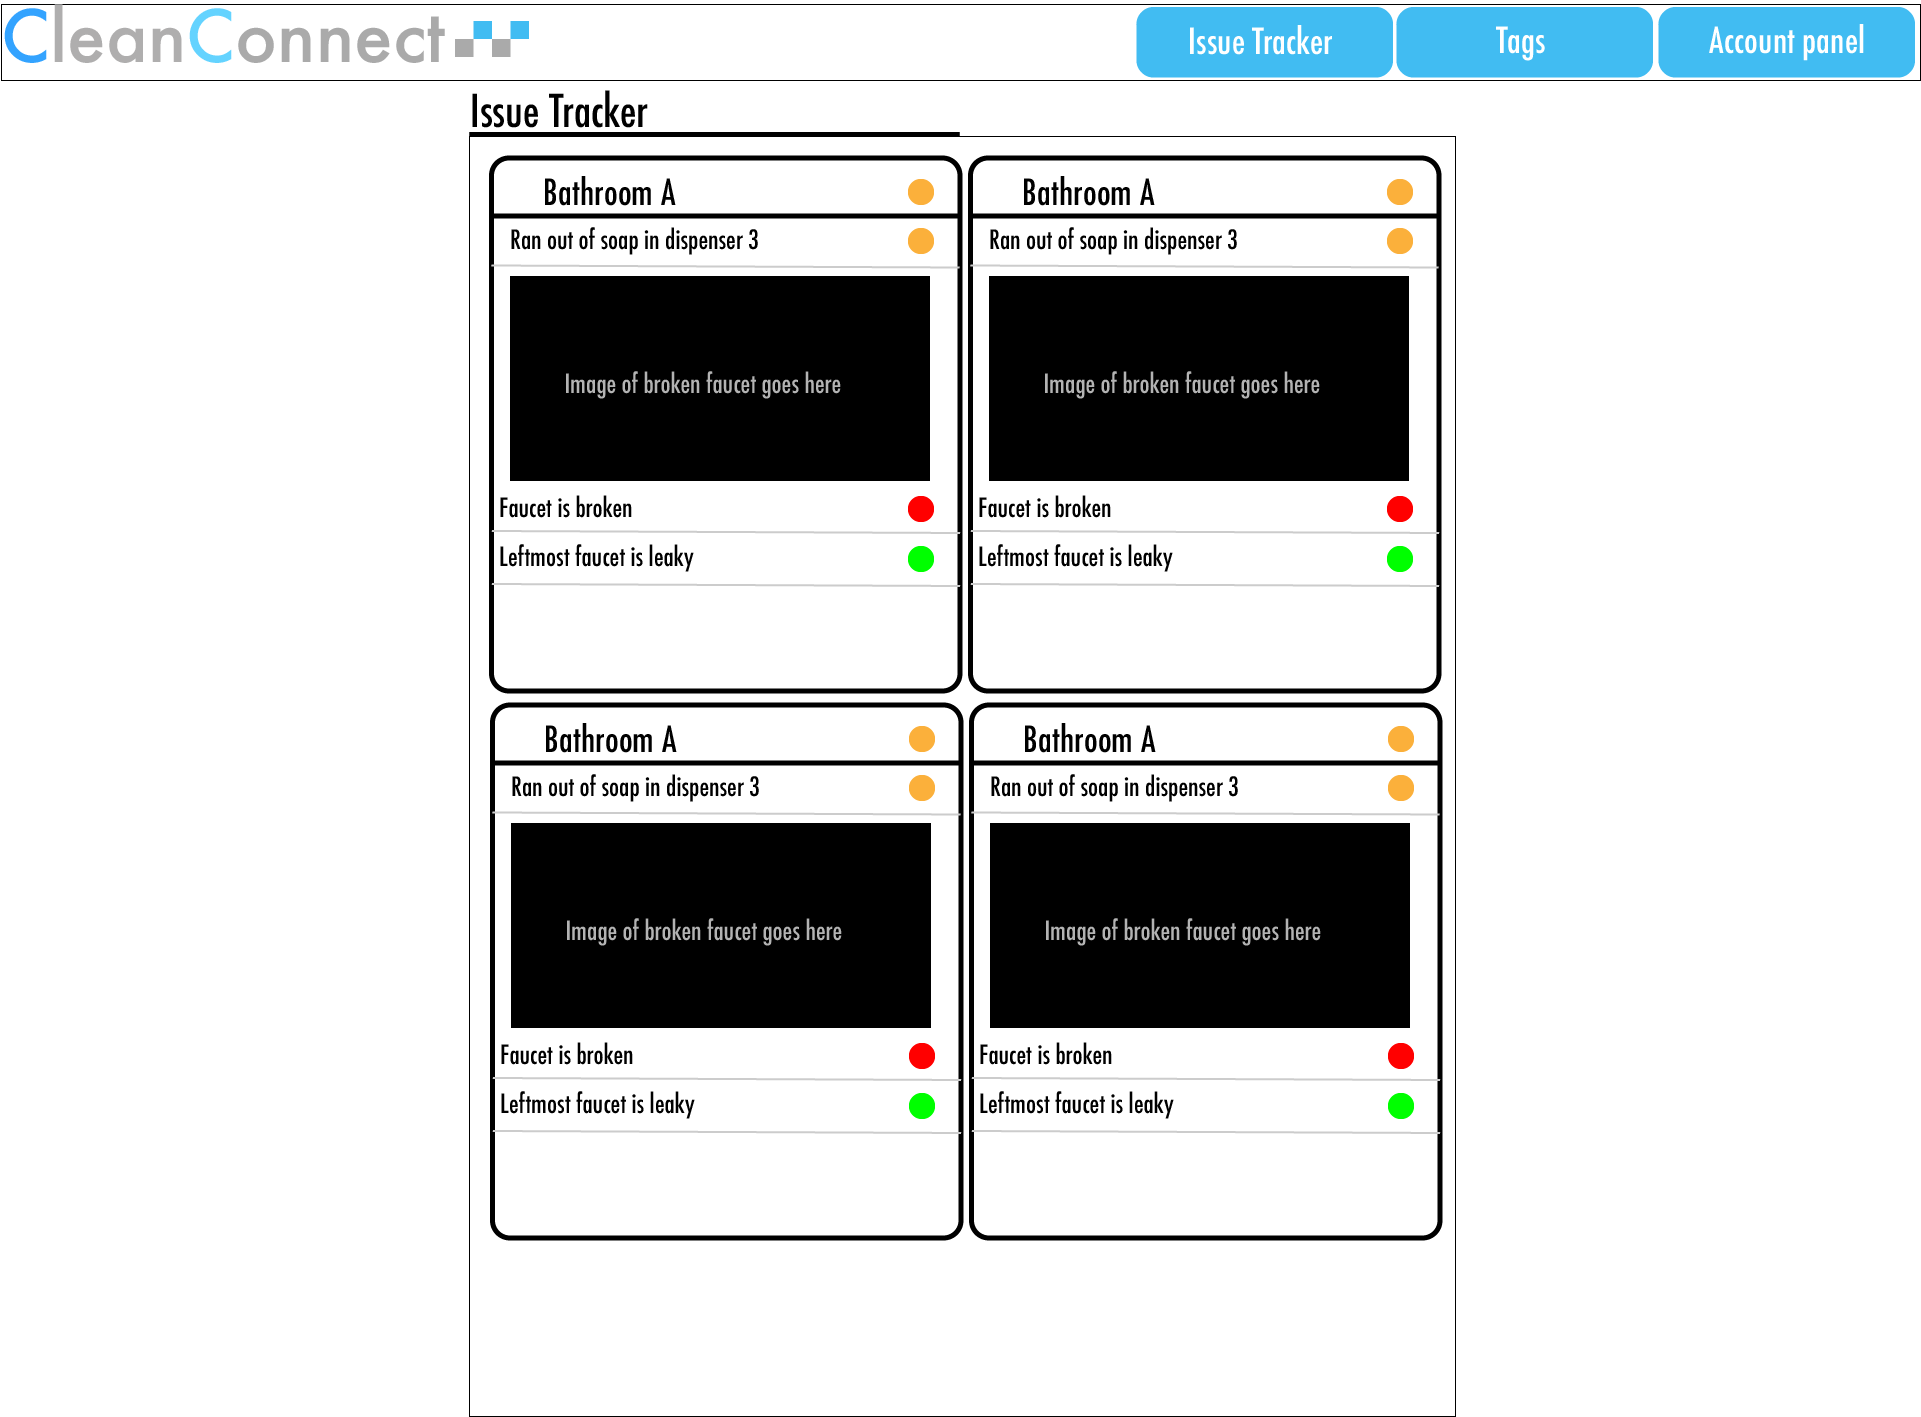 CleanConnect
Issue Tracker
Tags
Account panel
Issue Tracker
Bathroom A
Ran out of soap in dispenser 3
Image of broken faucet goes here
Faucet is broken
Leftmost faucet is leaky
Bathroom A
Ran out of soap in dispenser 3
Image of broken faucet goes here
Faucet is broken
Leftmost faucet is leaky
Bathroom A
Ran out of soap in dispenser 3
Image of broken faucet goes here
Faucet is broken
Leftmost faucet is leaky
Bathroom A
Ran out of soap in dispenser 3
Image of broken faucet goes here
Faucet is broken
Leftmost faucet is leaky